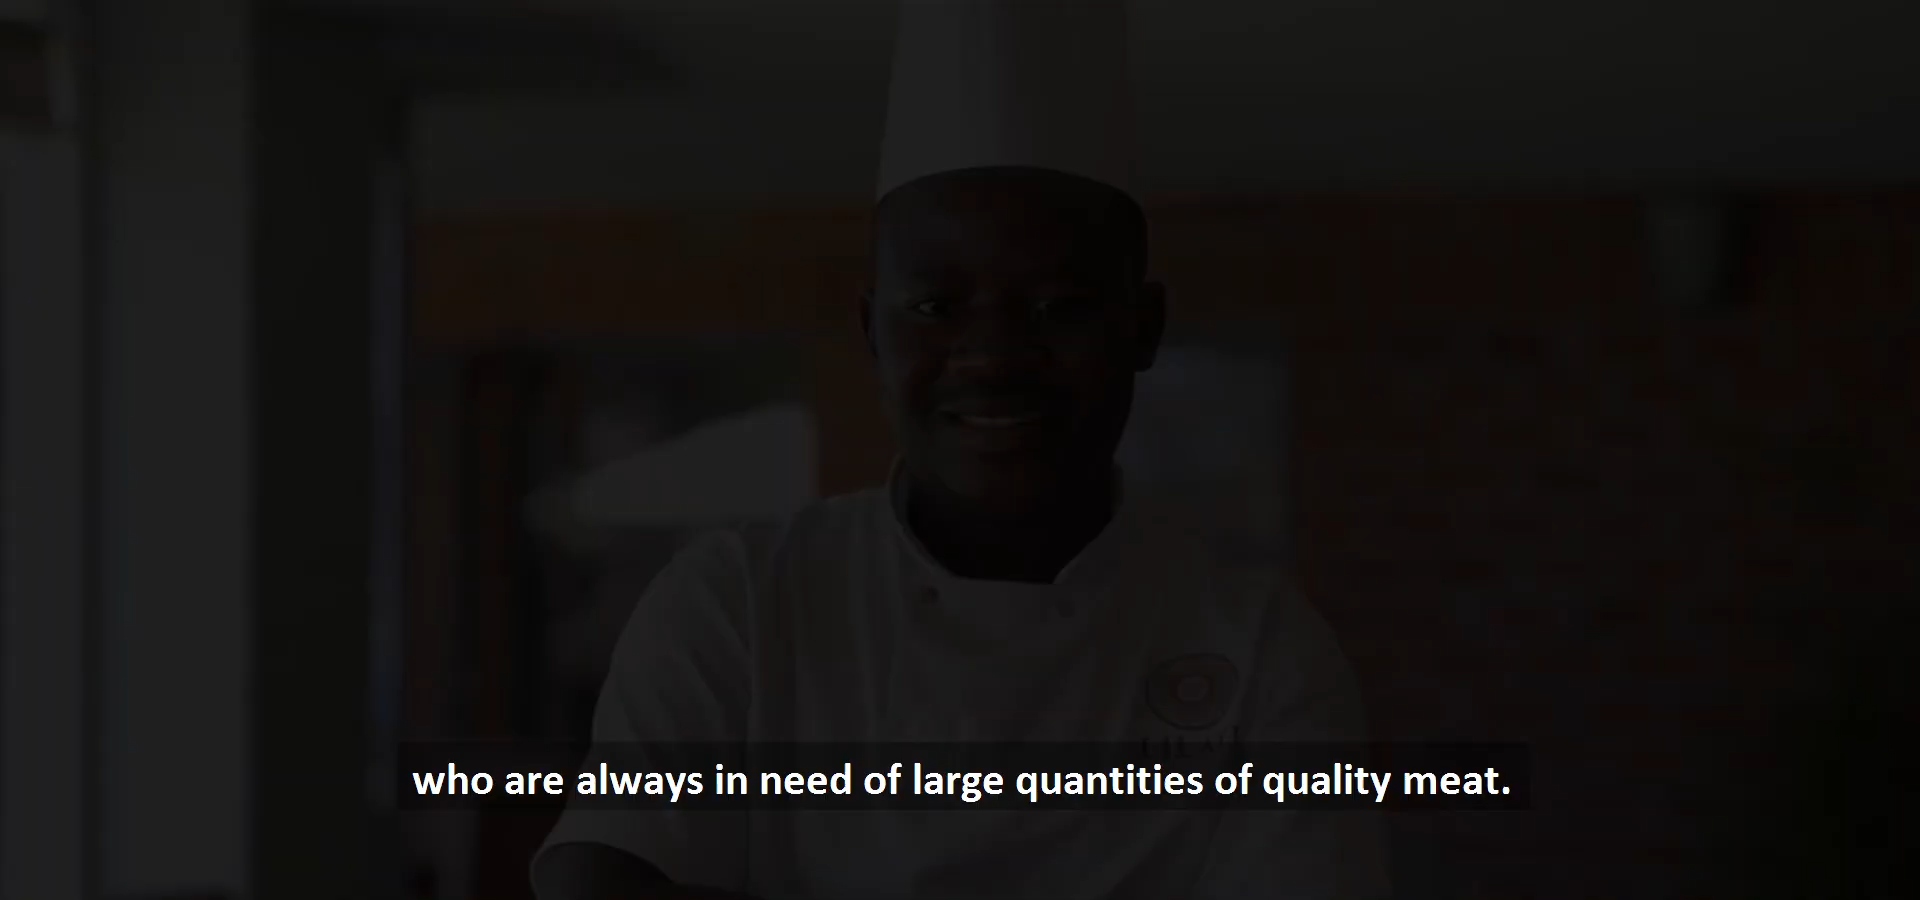 who are always in need of large quantities of quality meat.